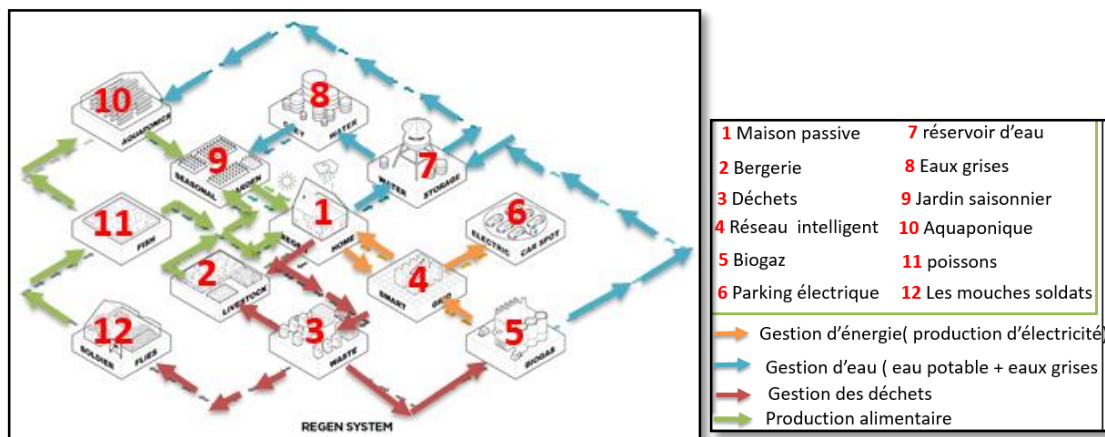 10
AQUAPONICS
8
GREY WATER
9
SEASONAL GARDEN
7
WATER STORAGE
1
REGEN HOME
6
ELECTRIC CAR SPOT
11
FISH
2
LIVESTOCK
4
SMART GRID
12
SOLDIER FLIES
3
WASTE
5
BIOGAS
REGEN SYSTEM
1 Maison passive
7 réservoir d'eau
2 Bergerie
8 Eaux grises
3 Déchets
9 Jardin saisonnier
4 Réseau intelligent
10 Aquaponique
5 Biogaz
11 poissons
6 Parking électrique
12 Les mouches soldats
Gestion d'énergie( production d'électricité)
Gestion d'eau ( eau potable + eaux grises
Gestion des déchets
Production alimentaire